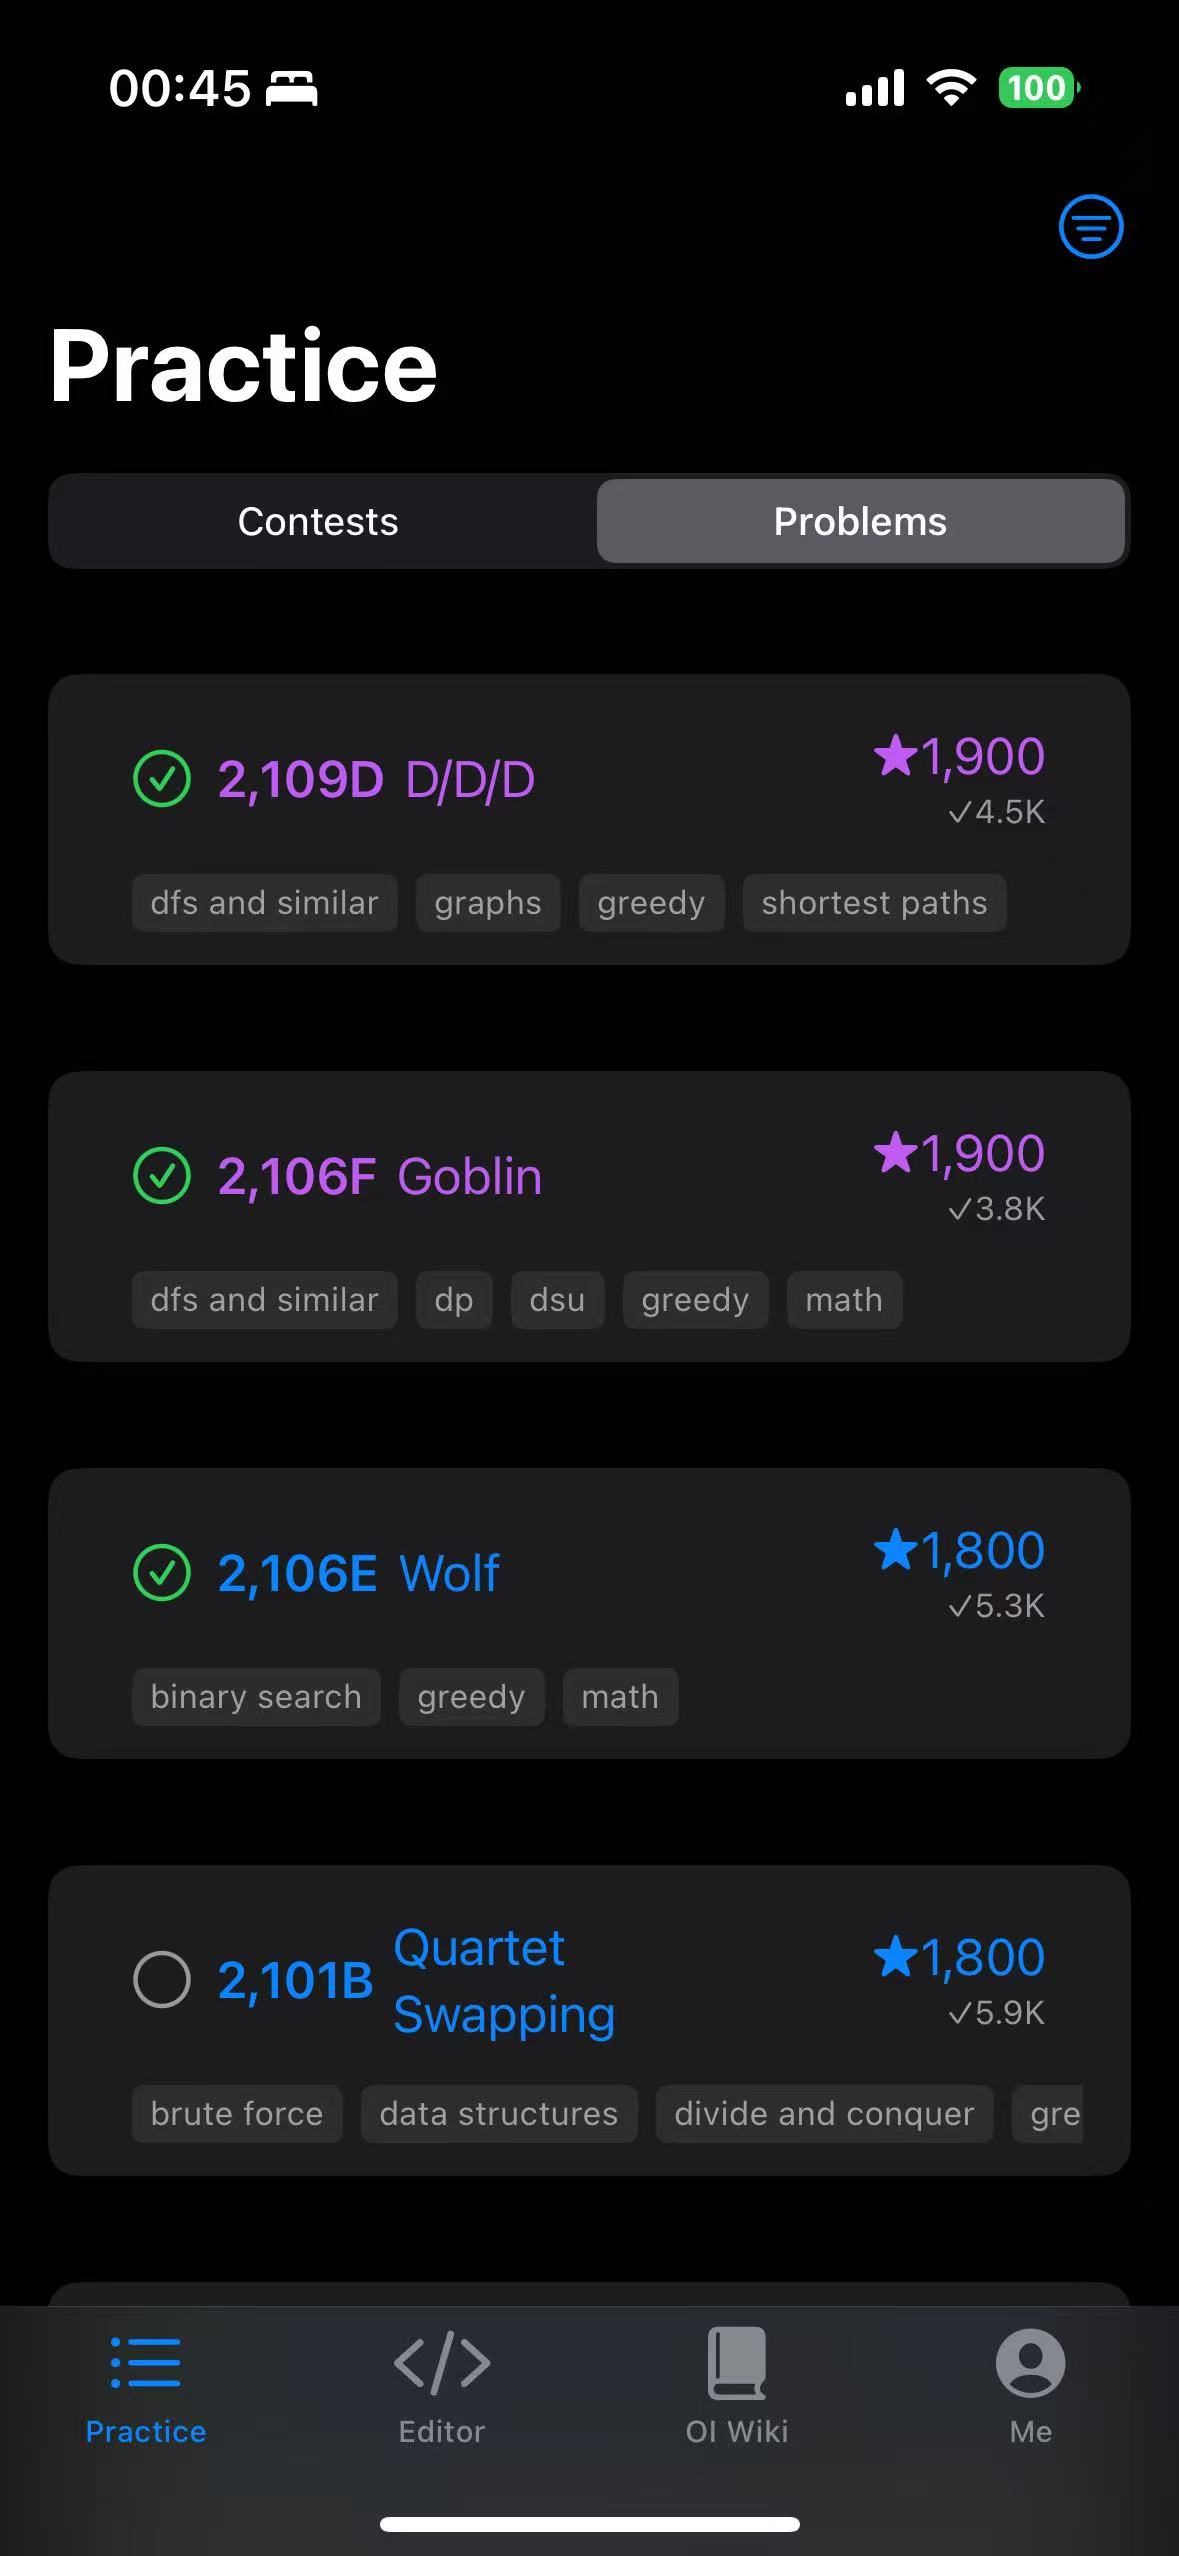 00:45
100
Practice
Contests
Problems
2,109D D/D/D
★1,900
✓4.5K
dfs and similar
graphs
greedy
shortest paths
2,106F Goblin
★1,900
✓3.8K
dfs and similar
dp
dsu
greedy
math
2,106E Wolf
★1,800
✓5.3K
binary search
greedy
math
2,101B
Quartet
Swapping
★1,800
✓5.9K
brute force
data structures
divide and conquer
gre
Practice
Editor
OI Wiki
Me